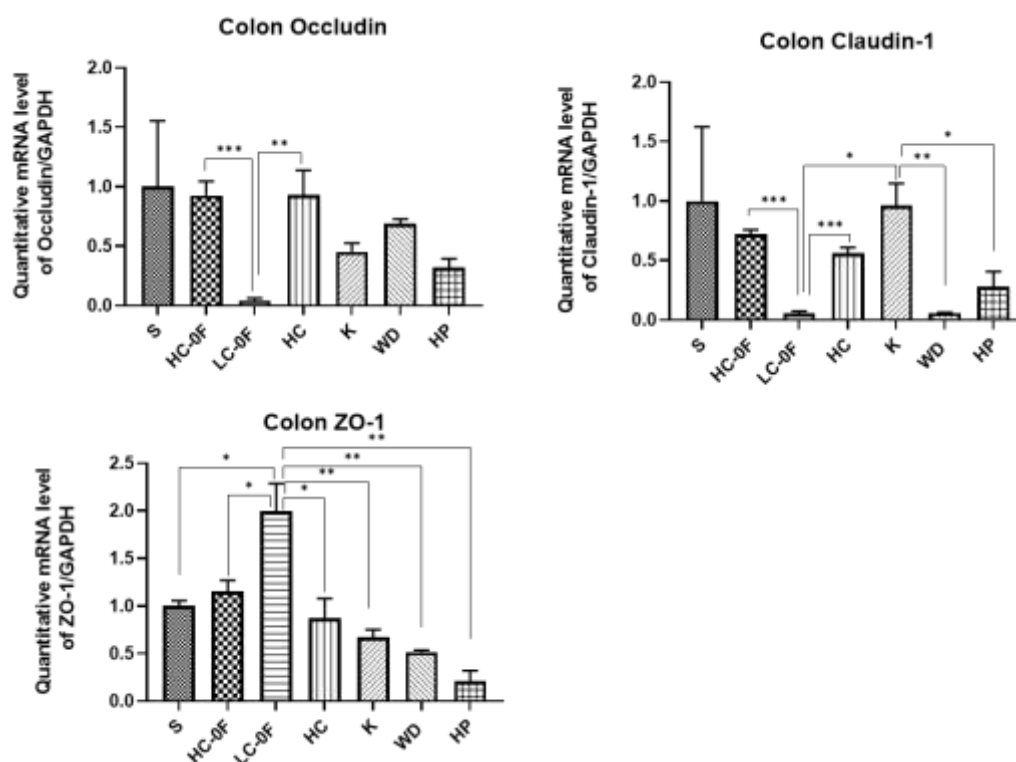 Colon Occludin
Quantitative mRNA level
of Occludin/GAPDH
2.0
1.5
1.0
0.5
0.0
***
**
S
HC-0F
LC-0F
HC
K
WD
HP
Colon Claudin-1
Quantitative mRNA level
of Claudin-1/GAPDH
2.0
1.5
1.0
0.5
0.0
*
*
**
***
***
S
HC-0F
LC-0F
HC
K
WD
HP
Colon ZO-1
Quantitative mRNA level
of ZO-1/GAPDH
2.5
2.0
1.5
1.0
0.5
0.0
**
*
**
**
*
*
S
HC-0F
LC-0F
HC
K
WD
HP